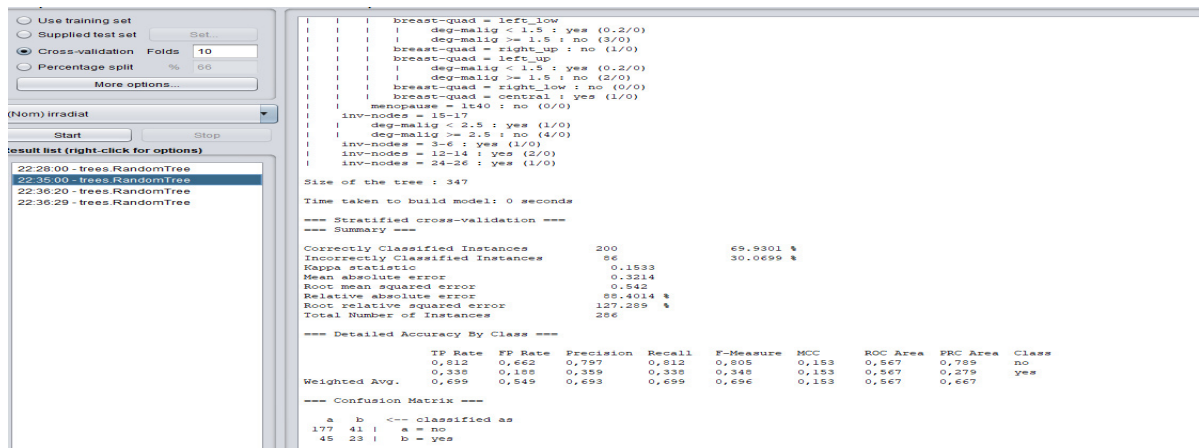 Use training set
Supplied test set Set...
Cross-validation Folds 10
Percentage split % 66
More options...
(Nom) irradiat
Start Stop
Result list (right-click for options)
22:28:00 - trees.RandomTree
22:35:00 - trees.RandomTree
22:36:20 - trees.RandomTree
22:36:29 - trees.RandomTree
| | | breast-quad = left_low
| | | | deg-malig < 1.5 : yes (0.2/0)
| | | | deg-malig >= 1.5 : no (3/0)
| | | breast-quad = right_up : no (1/0)
| | | breast-quad = left_up
| | | | deg-malig < 1.5 : yes (0.2/0)
| | | | deg-malig >= 1.5 : no (2/0)
| | | breast-quad = right_low : no (0/0)
| | | breast-quad = central : yes (1/0)
| | menopause = lt40 : no (0/0)
| inv-nodes = 15-17
| | deg-malig < 2.5 : yes (1/0)
| | deg-malig >= 2.5 : no (4/0)
| inv-nodes = 3-6 : yes (1/0)
| inv-nodes = 12-14 : yes (2/0)
| inv-nodes = 24-26 : yes (1/0)
Size of the tree : 347
Time taken to build model: 0 seconds
=== Stratified cross-validation ===
=== Summary ===
Correctly Classified Instances 200 69.9301 %
Incorrectly Classified Instances 86 30.0699 %
Kappa statistic 0.1533
Mean absolute error 0.3214
Root mean squared error 0.542
Relative absolute error 88.4014 %
Root relative squared error 127.289 %
Total Number of Instances 286
=== Detailed Accuracy By Class ===
TP Rate FP Rate Precision Recall F-Measure MCC ROC Area PRC Area Class
0,812 0,662 0,797 0,812 0,805 0,153 0,567 0,789 no
0,338 0,188 0,359 0,338 0,348 0,153 0,567 0,279 yes
Weighted Avg. 0,699 0,549 0,693 0,699 0,696 0,153 0,567 0,667
=== Confusion Matrix ===
a b <-- classified as
177 41 | a = no
45 23 | b = yes